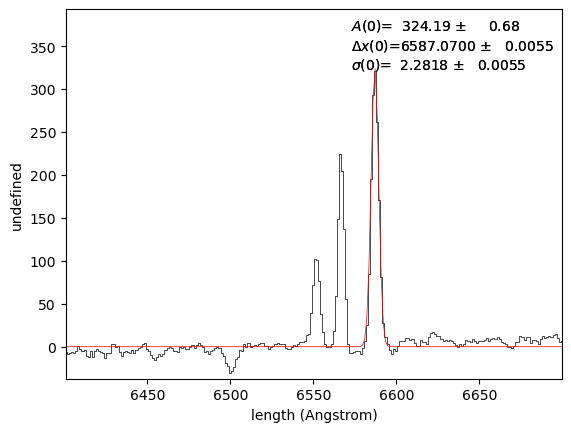 A(0)= 324.19 ± 0.68
Δx(0)=6587.0700 ± 0.0055
σ(0)= 2.2818 ± 0.0055
350
300
250
200
150
100
50
0
undefined
6450 6500 6550 6600 6650
length (Angstrom)